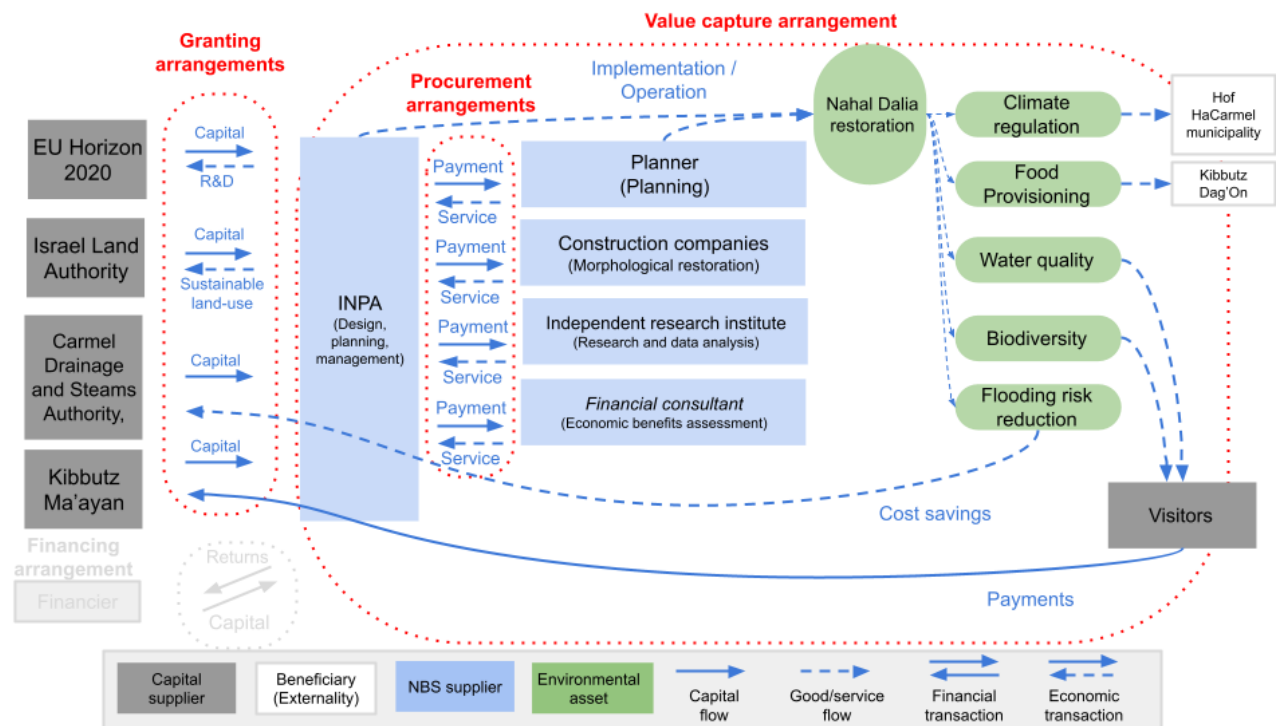 Value capture arrangement
Granting
arrangements
Procurement
arrangements
Implementation /
Operation
EU Horizon
2020
Israel Land
Authority
Carmel
Drainage
and Steams
Authority,
Kibbutz
Ma'ayan
Financing
arrangement
Financier
Capital
R&D
Capital
Sustainable
land-use
Capital
Capital
Returns
Capital
INPA
(Design,
planning,
management)
Payment
Service
Payment
Service
Payment
Service
Payment
Service
Planner
(Planning)
Construction companies
(Morphological restoration)
Independent research institute
(Research and data analysis)
Financial consultant
(Economic benefits assessment)
Nahal Dalia
restoration
Climate
regulation
Food
Provisioning
Water quality
Biodiversity
Flooding risk
reduction
Hof
HaCarmel
municipality
Kibbutz
Dag'On
Visitors
Cost savings
Payments
Capital
supplier
Beneficiary
(Externality)
NBS supplier
Environmental
asset
Capital
flow
Good/service
flow
Financial
transaction
Economic
transaction